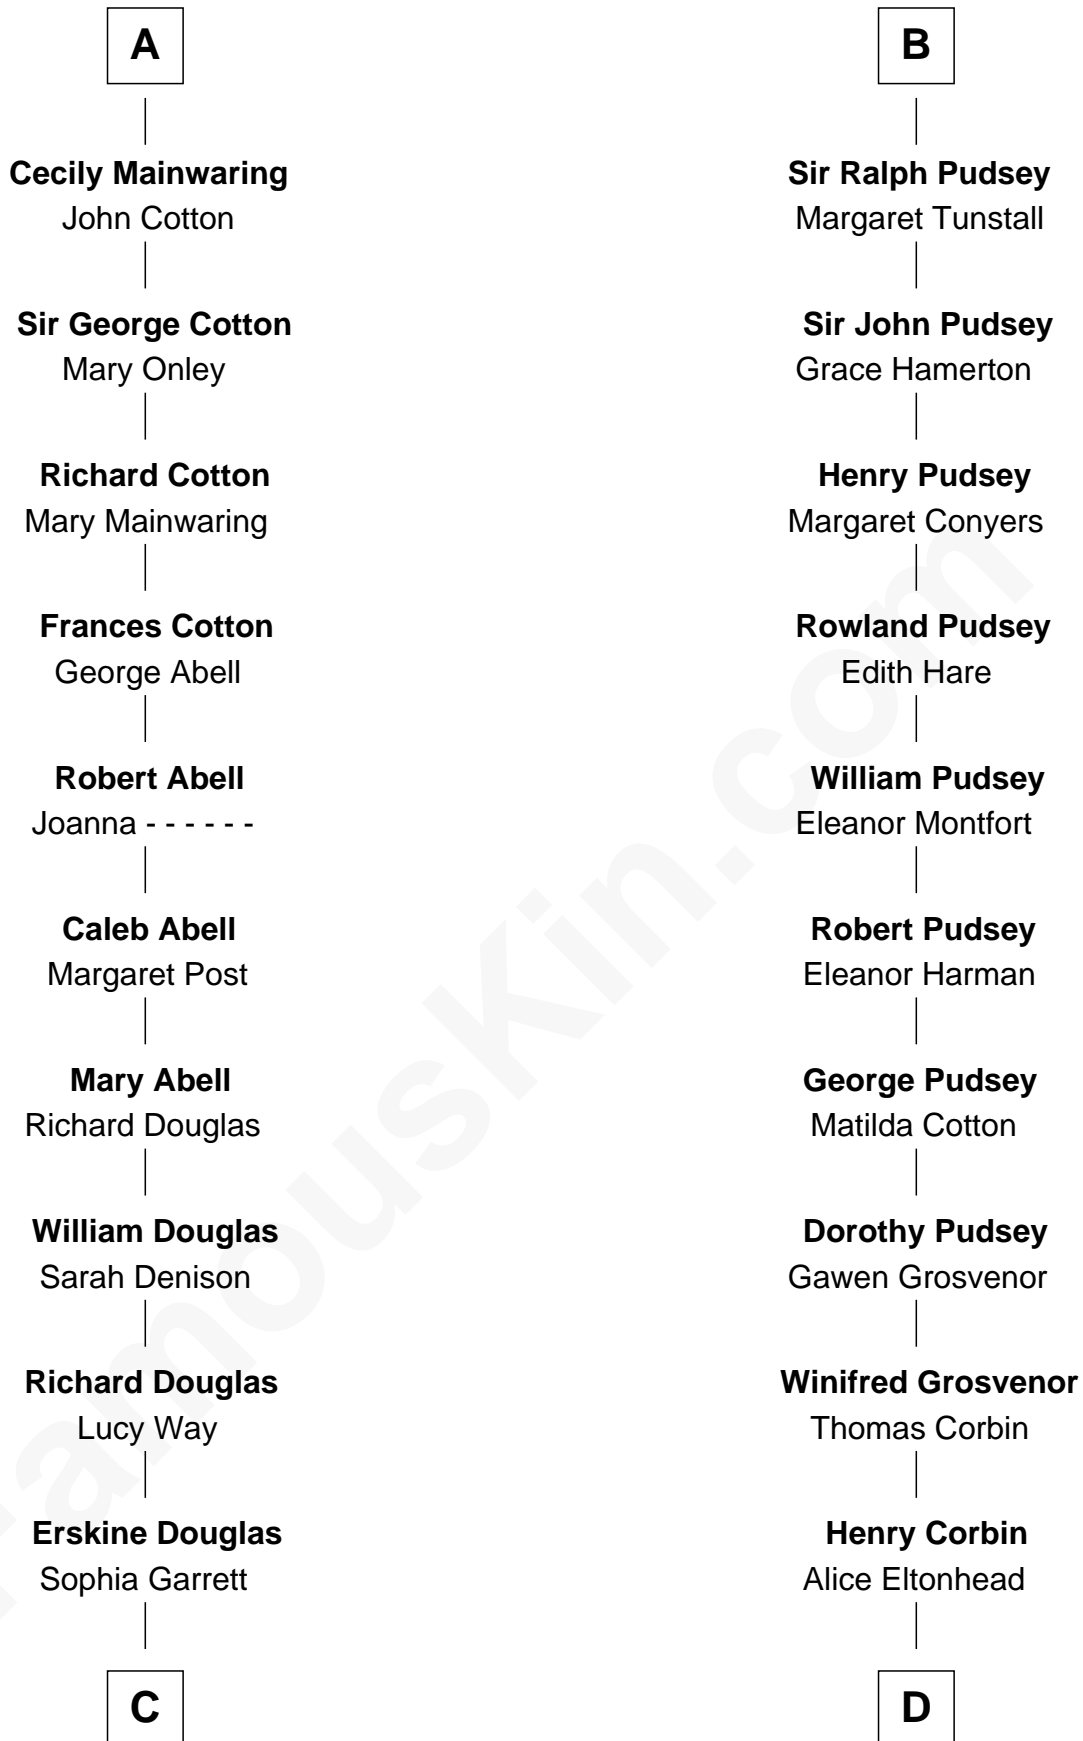 A
Cecily Mainwaring
John Cotton
Sir George Cotton
Mary Onley
Richard Cotton
Mary Mainwaring
Frances Cotton
George Abell
Robert Abell
Joanna - - - - - -
Caleb Abell
Margaret Post
Mary Abell
Richard Douglas
William Douglas
Sarah Denison
Richard Douglas
Lucy Way
Erskine Douglas
Sophia Garrett
C
B
Sir Ralph Pudsey
Margaret Tunstall
Sir John Pudsey
Grace Hamerton
Henry Pudsey
Margaret Conyers
Rowland Pudsey
Edith Hare
William Pudsey
Eleanor Montfort
Robert Pudsey
Eleanor Harman
George Pudsey
Matilda Cotton
Dorothy Pudsey
Gawen Grosvenor
Winifred Grosvenor
Thomas Corbin
Henry Corbin
Alice Eltonhead
D
FamousKin.com